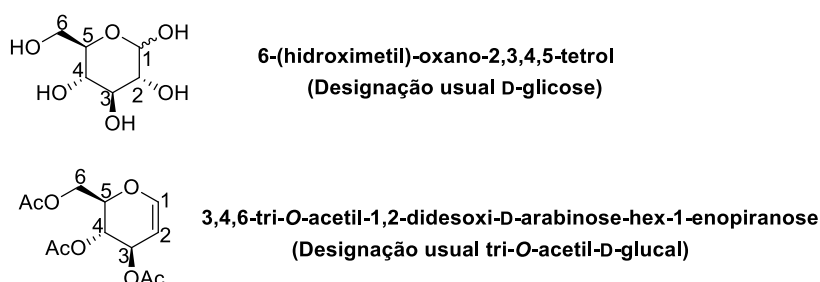 6
HO
5
O
OH
1
4
2
HO
3
OH
OH
6-(hidroximetil)-oxano-2,3,4,5-tetrol
(Designação usual D-glicose)
6
AcO
5
O
1
4
2
AcO
3
OAc
3,4,6-tri-O-acetil-1,2-didesoxi-D-arabinose-hex-1-enopiranose
(Designação usual tri-O-acetil-D-glucal)